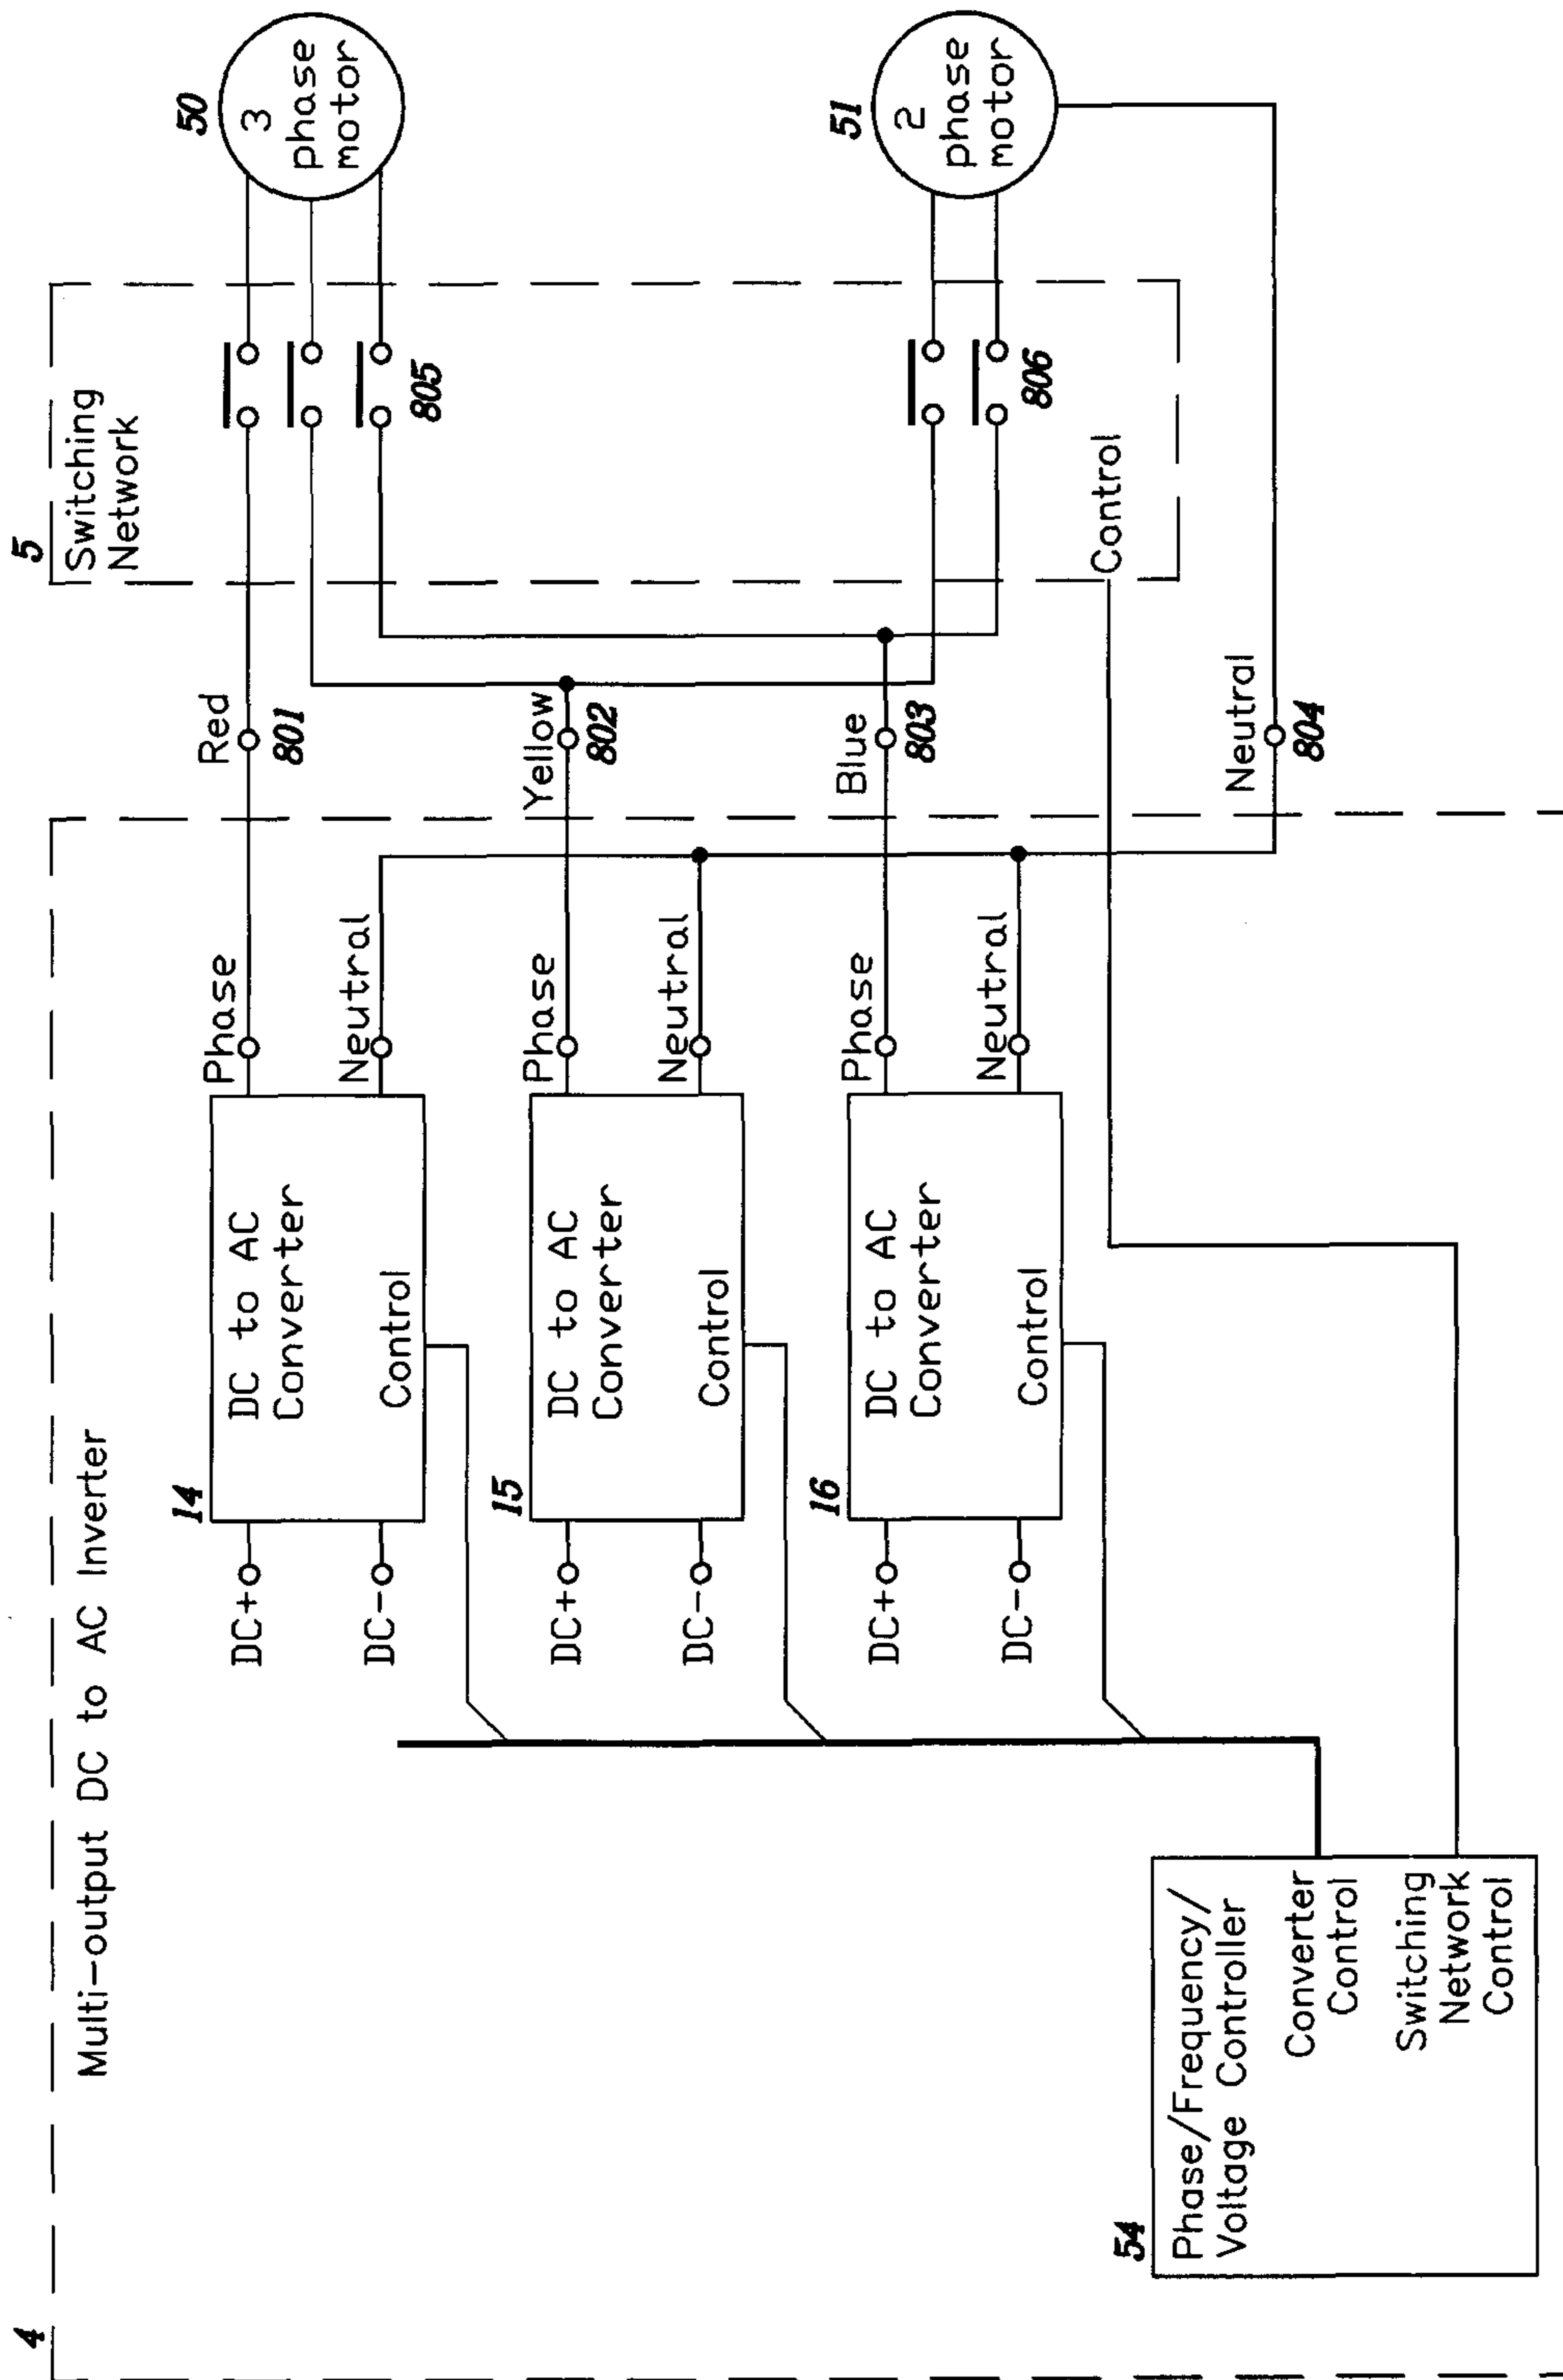 4
Multi-output DC to AC Inverter
14
DC to AC
Converter
Control
DC+
DC-
Phase
Neutral
15
DC to AC
Converter
Control
DC+
DC-
Phase
Neutral
16
DC to AC
Converter
Control
DC+
DC-
Phase
Neutral
54
Phase/Frequency/
Voltage Controller
Converter
Control
Switching
Network
Control
Red
801
Yellow
802
Blue
803
Neutral
804
5
Switching
Network
805
806
Control
50
3
phase
motor
51
2
phase
motor